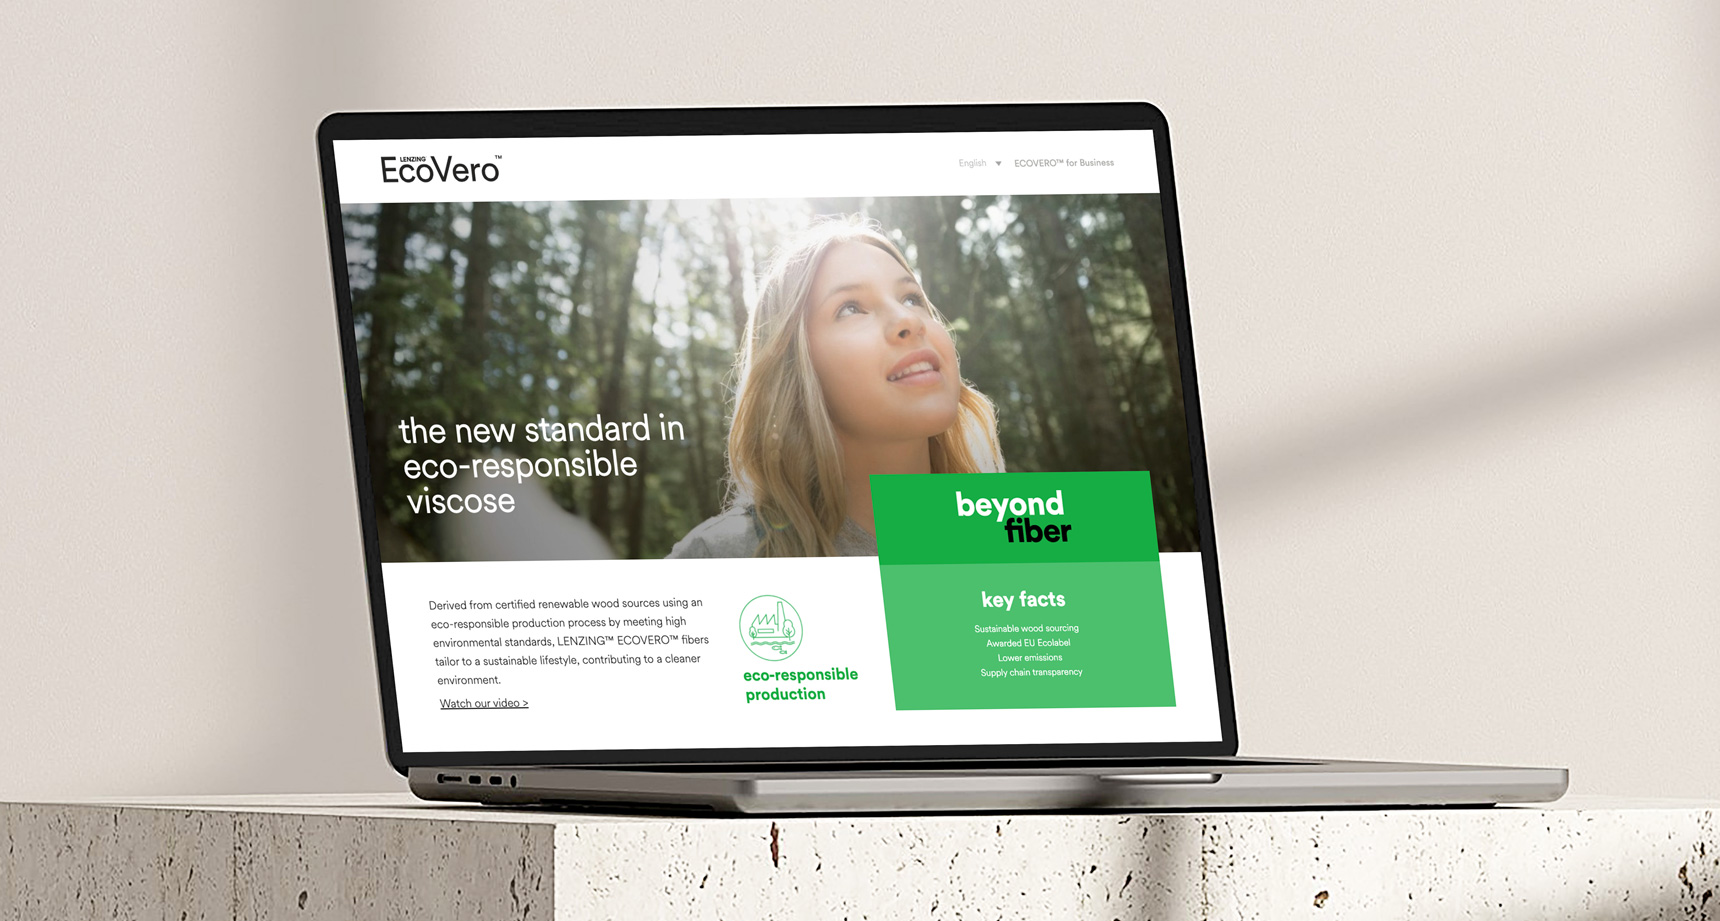 LENZING
EcoVero™
English ▼ ECOVERO™ for Business
the new standard in
eco-responsible
viscose
beyond
fiber
Derived from certified renewable wood sources using an
eco-responsible production process by meeting high
environmental standards, LENZING™ ECOVERO™ fibers
tailor to a sustainable lifestyle, contributing to a cleaner
environment.
Watch our video >
eco-responsible
production
key facts
Sustainable wood sourcing
Awarded EU Ecolabel
Lower emissions
Supply chain transparency